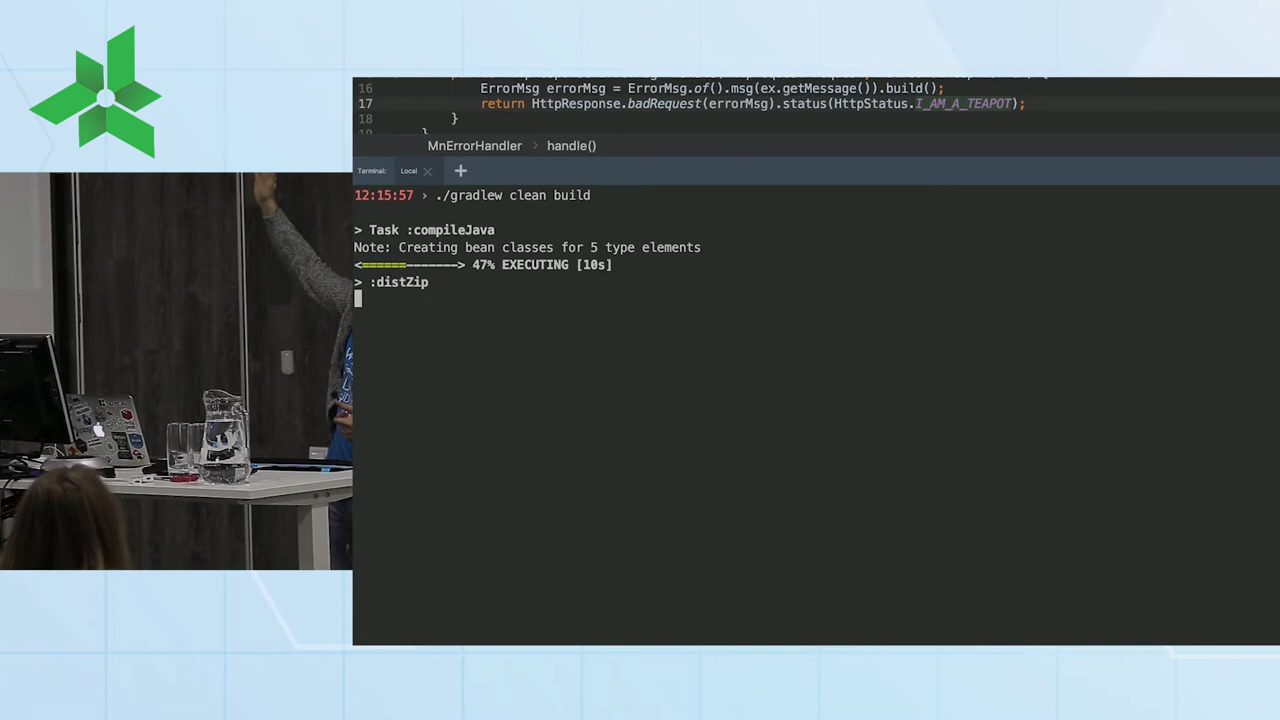 16 ErrorMsg errorMsg = ErrorMsg.of().msg(ex.getMessage()).build();
17 return HttpResponse.badRequest(errorMsg).status(HttpStatus.I_AM_A_TEAPOT);
18 }
19 }
MnErrorHandler > handle()
Terminal: Local × +
12:15:57 › ./gradlew clean build
> Task :compileJava
Note: Creating bean classes for 5 type elements
<======-------> 47% EXECUTING [10s]
> :distZip